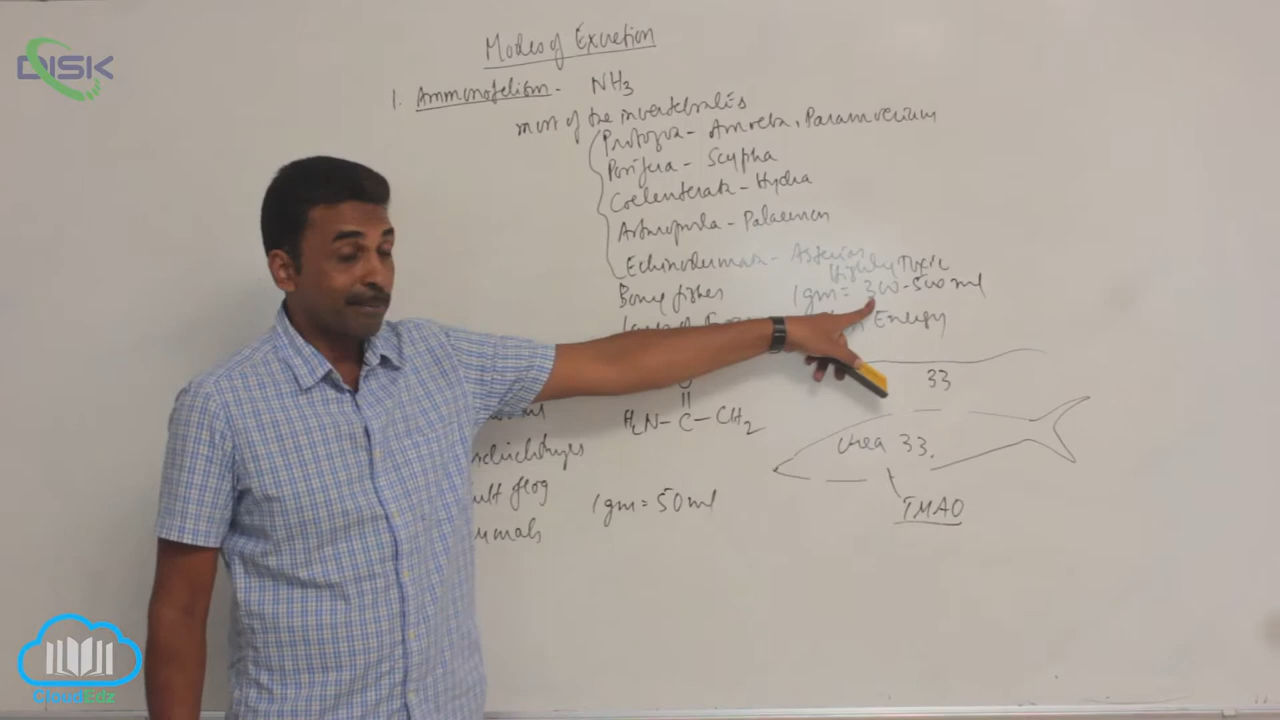 DISK
Modes of Excretion
1. Ammonotelism - NH3
most of the invertebrates
Protozoa - Amoeba, Paramoecium
Porifera - Scypha
Coelenterata - Hydra
Arthropoda - Palaemon
Echinodermata - Asterias
Highly Toxic
Bony fishes 1gm = 300-500 ml
Energy
33
H2N - C - CH2
Urea 33.
frog
1gm = 50 ml
TMAO
CloudEdz